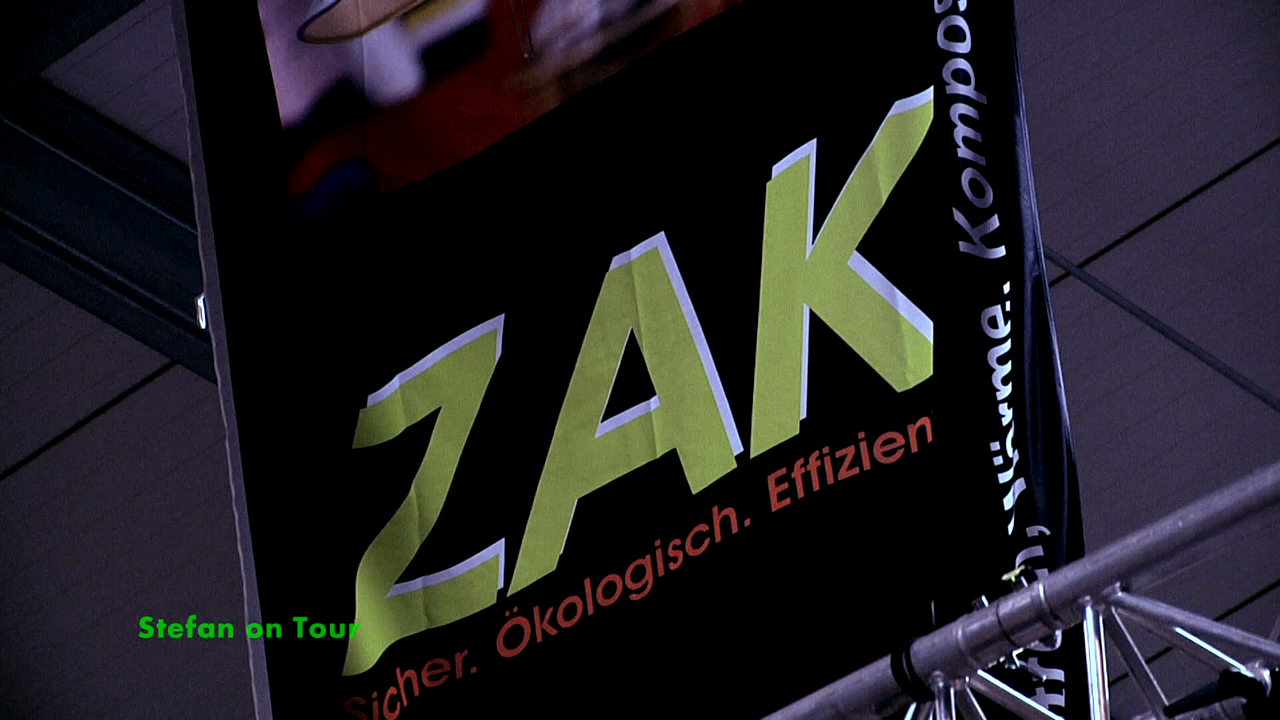 ZAK
Sicher. Ökologisch. Effizien
Wärme. Kompos
Stefan on Tour